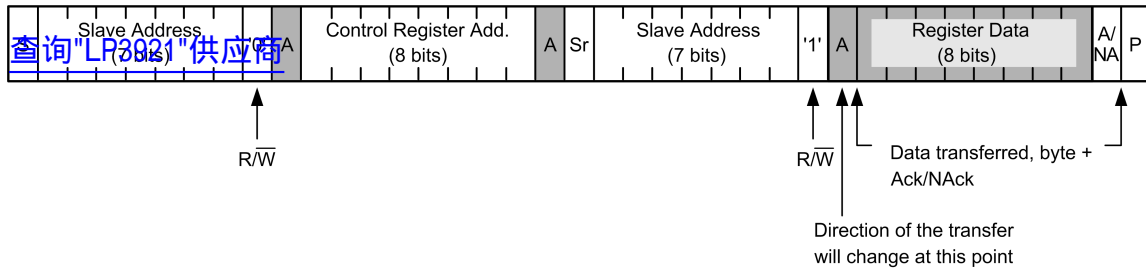 S Slave Address (7 bits) '0' A
查询"LP3921"供应商
Control Register Add.
(8 bits)
A
Sr
Slave Address
(7 bits)
'1'
A
Register Data
(8 bits)
A/
NA
P
R/W̅
R/W̅
Data transferred, byte +
Ack/NAck
Direction of the transfer
will change at this point